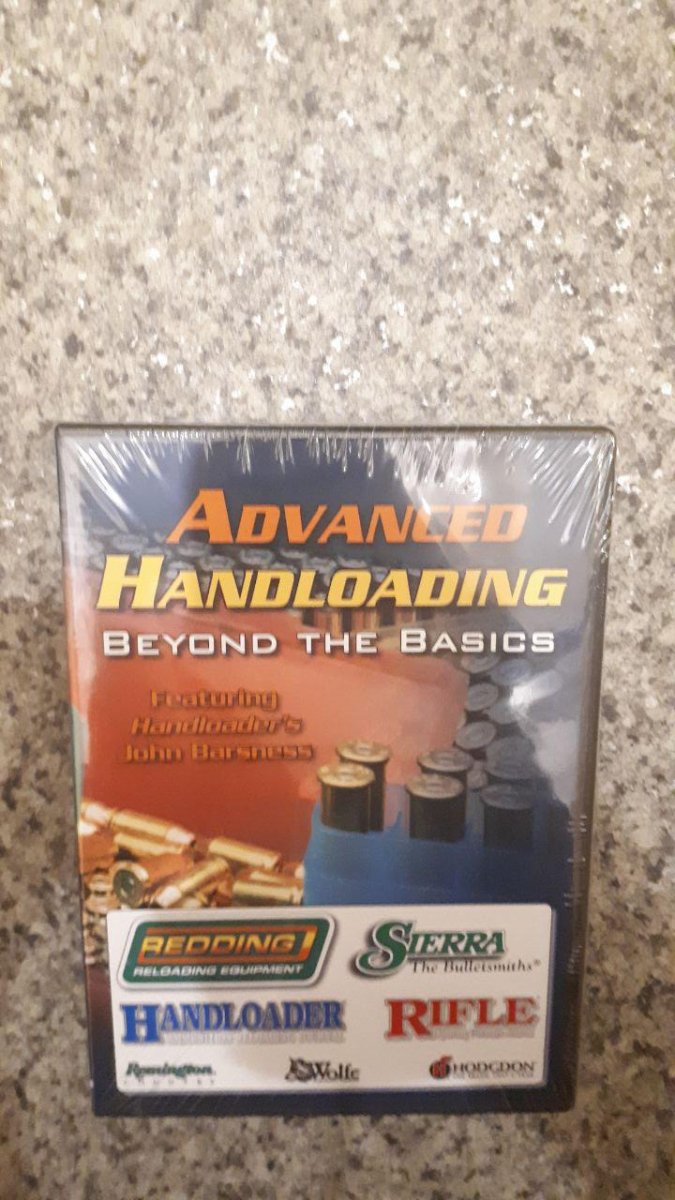 ADVANCED
HANDLOADING
BEYOND THE BASICS
Featuring
Handloader's
John Barsness
REDDING
RELOADING EQUIPMENT
SIERRA
The Bulletsmiths®
HANDLOADER
RIFLE
Remington
Wolfe
HODGDON